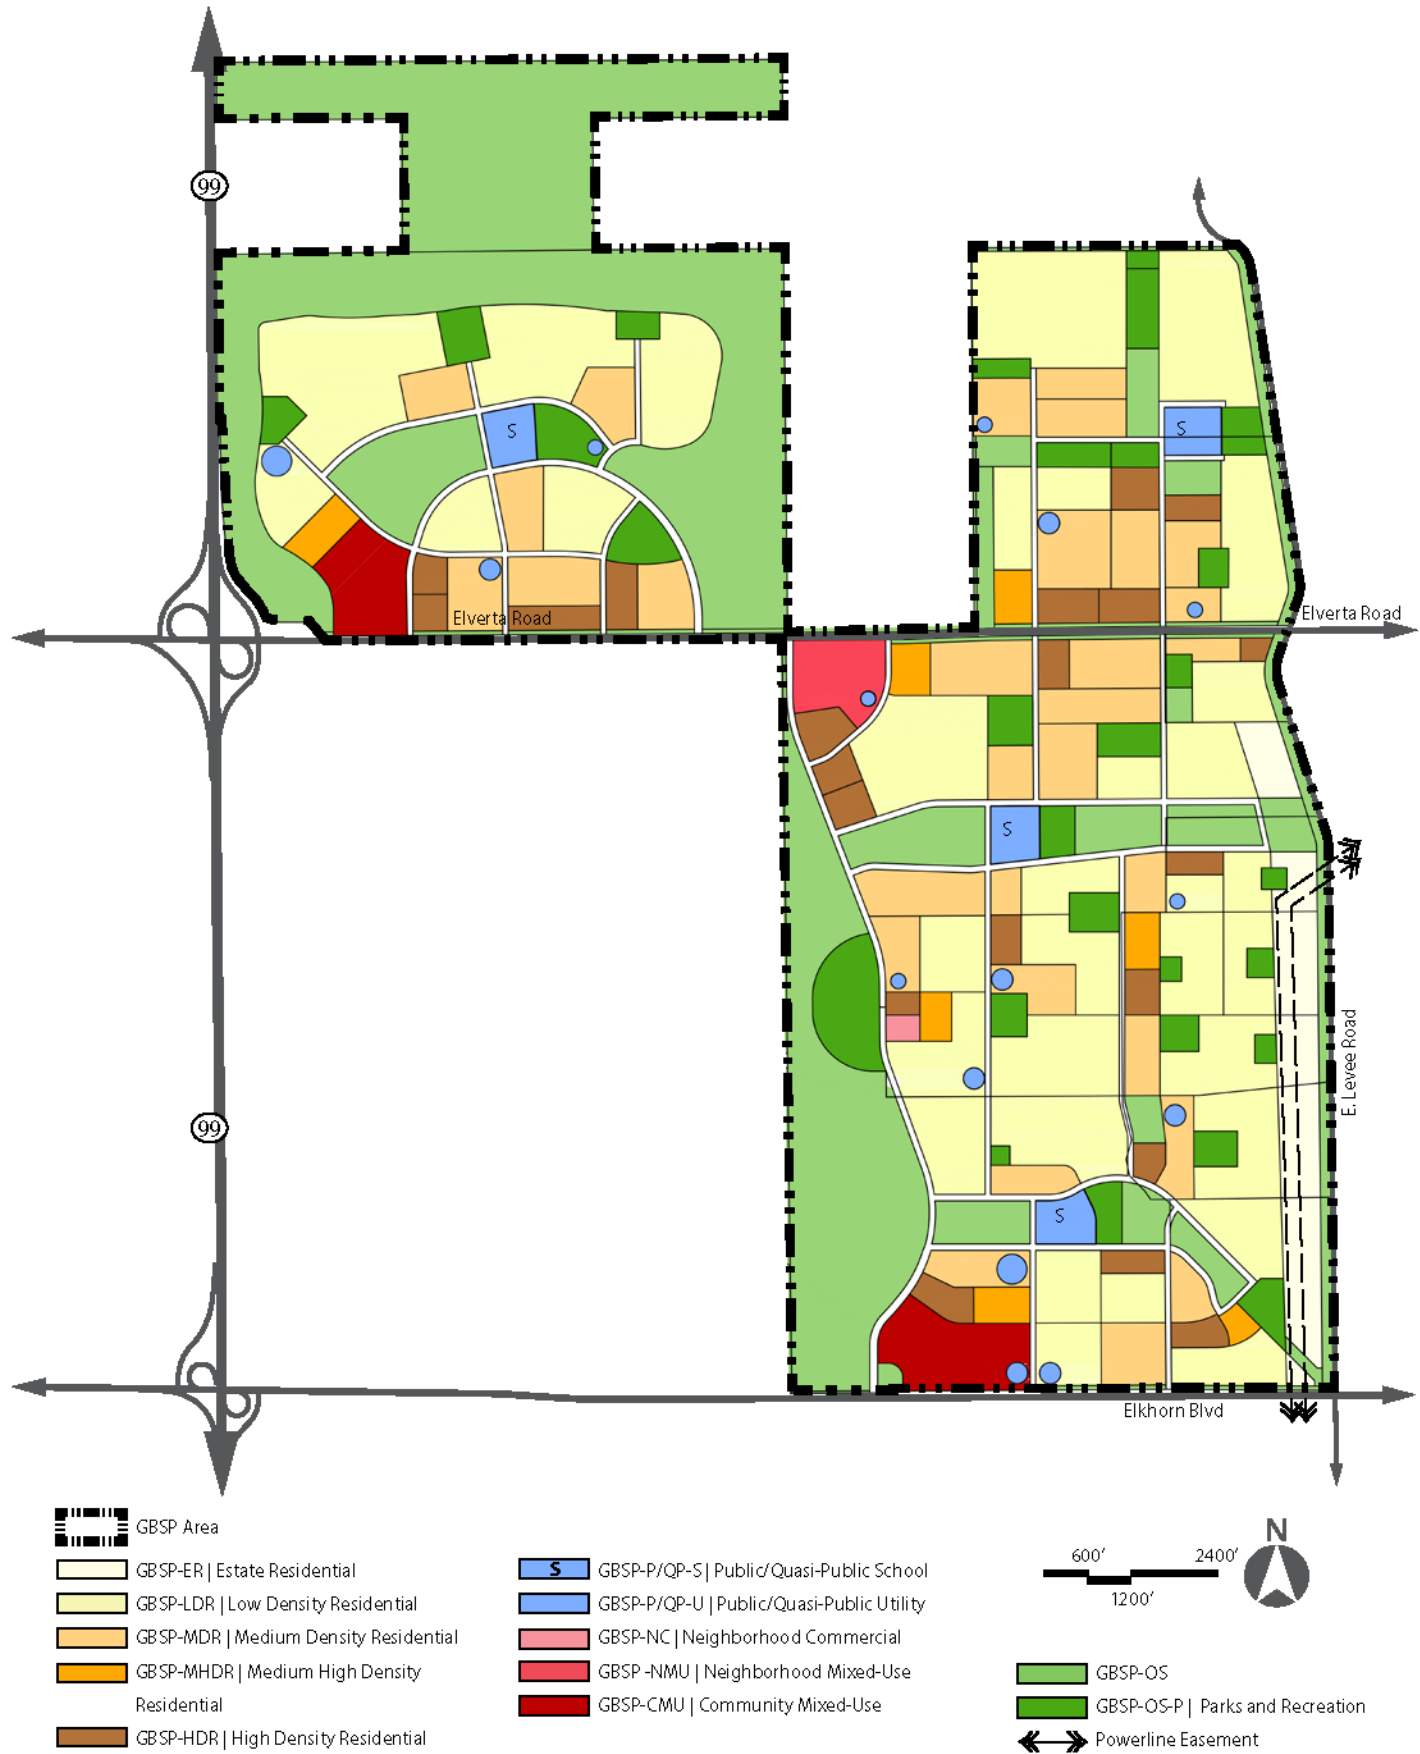 99
S
S
Elverta Road
Elverta Road
S
E. Levee Road
99
S
Elkhorn Blvd
GBSP Area
GBSP-ER | Estate Residential
GBSP-LDR | Low Density Residential
GBSP-MDR | Medium Density Residential
GBSP-MHDR | Medium High Density
Residential
GBSP-HDR | High Density Residential
S GBSP-P/QP-S | Public/Quasi-Public School
GBSP-P/QP-U | Public/Quasi-Public Utility
GBSP-NC | Neighborhood Commercial
GBSP -NMU | Neighborhood Mixed-Use
GBSP-CMU | Community Mixed-Use
600' 2400'
1200'
N
GBSP-OS
GBSP-OS-P | Parks and Recreation
Powerline Easement